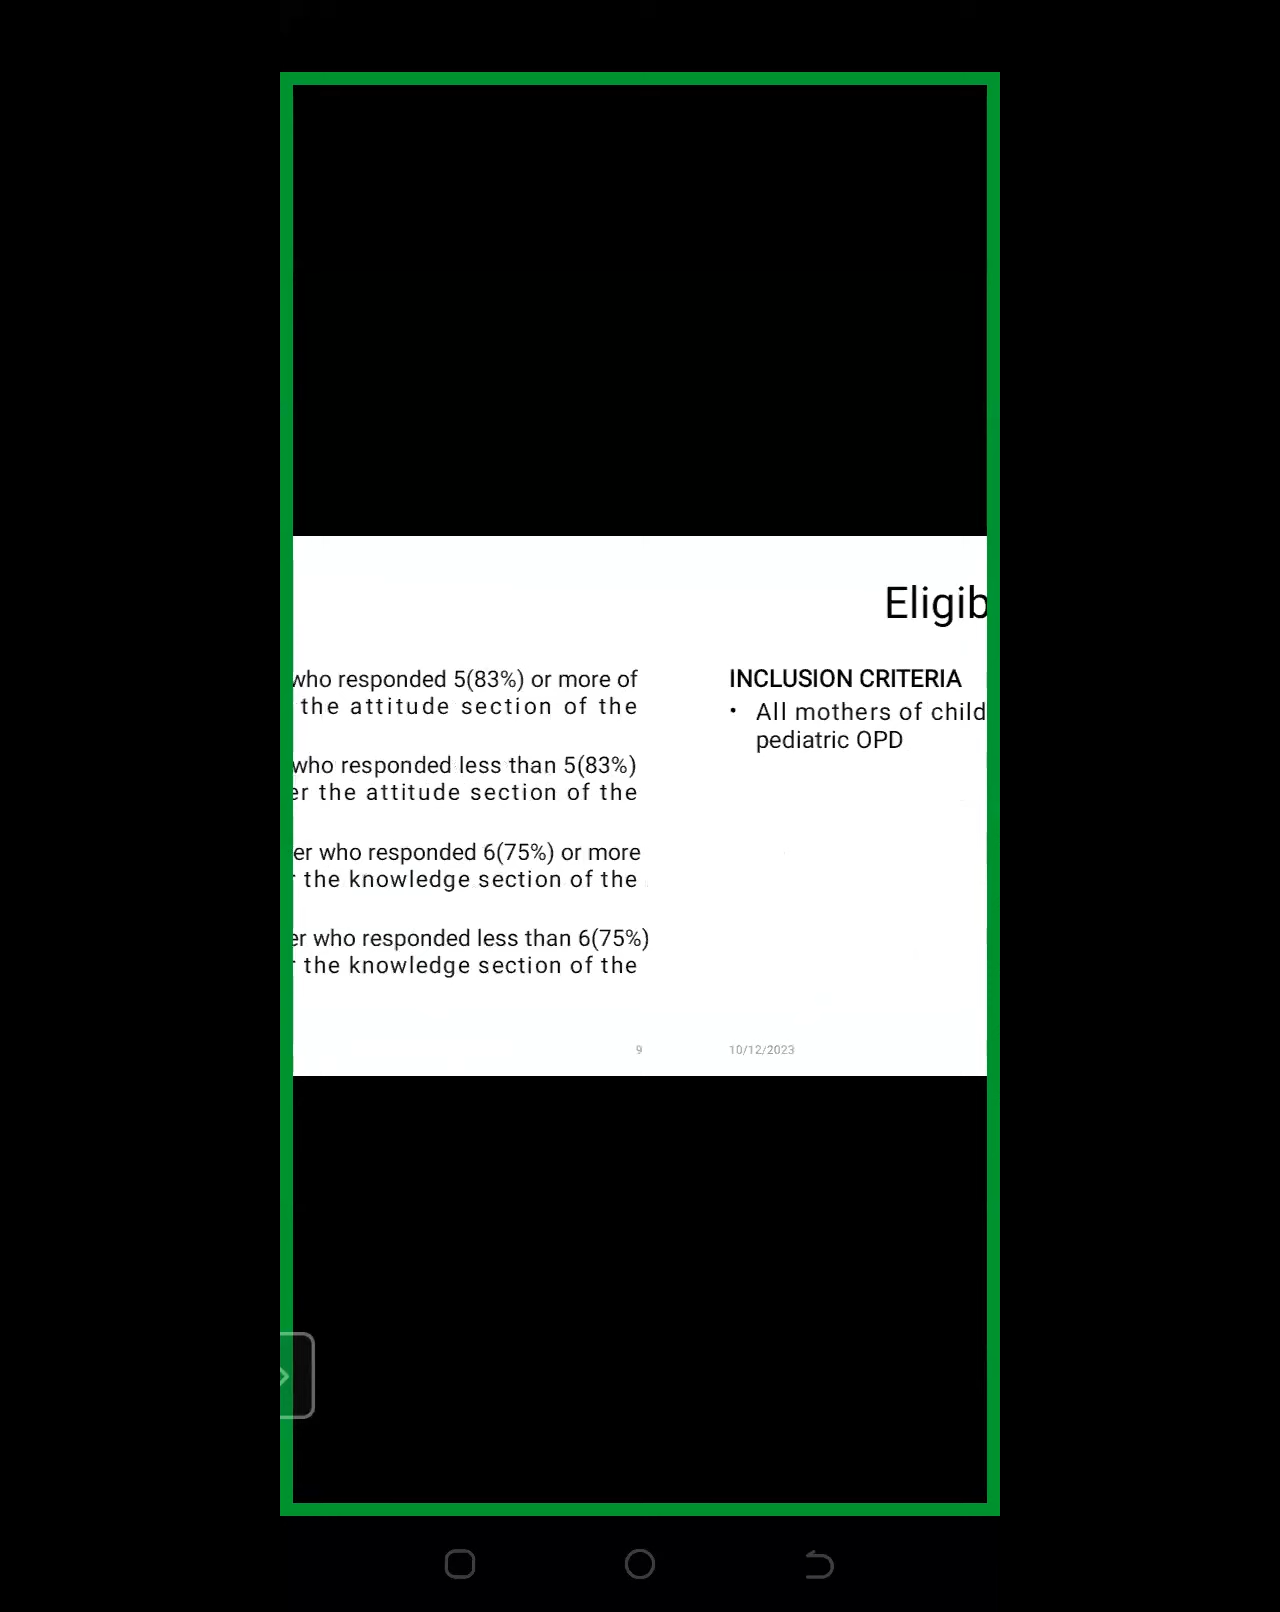 who responded 5(83%) or more of
the attitude section of the
who responded less than 5(83%)
er the attitude section of the
er who responded 6(75%) or more
the knowledge section of the
er who responded less than 6(75%)
the knowledge section of the
9
Eligib
INCLUSION CRITERIA
• All mothers of child
pediatric OPD
10/12/2023